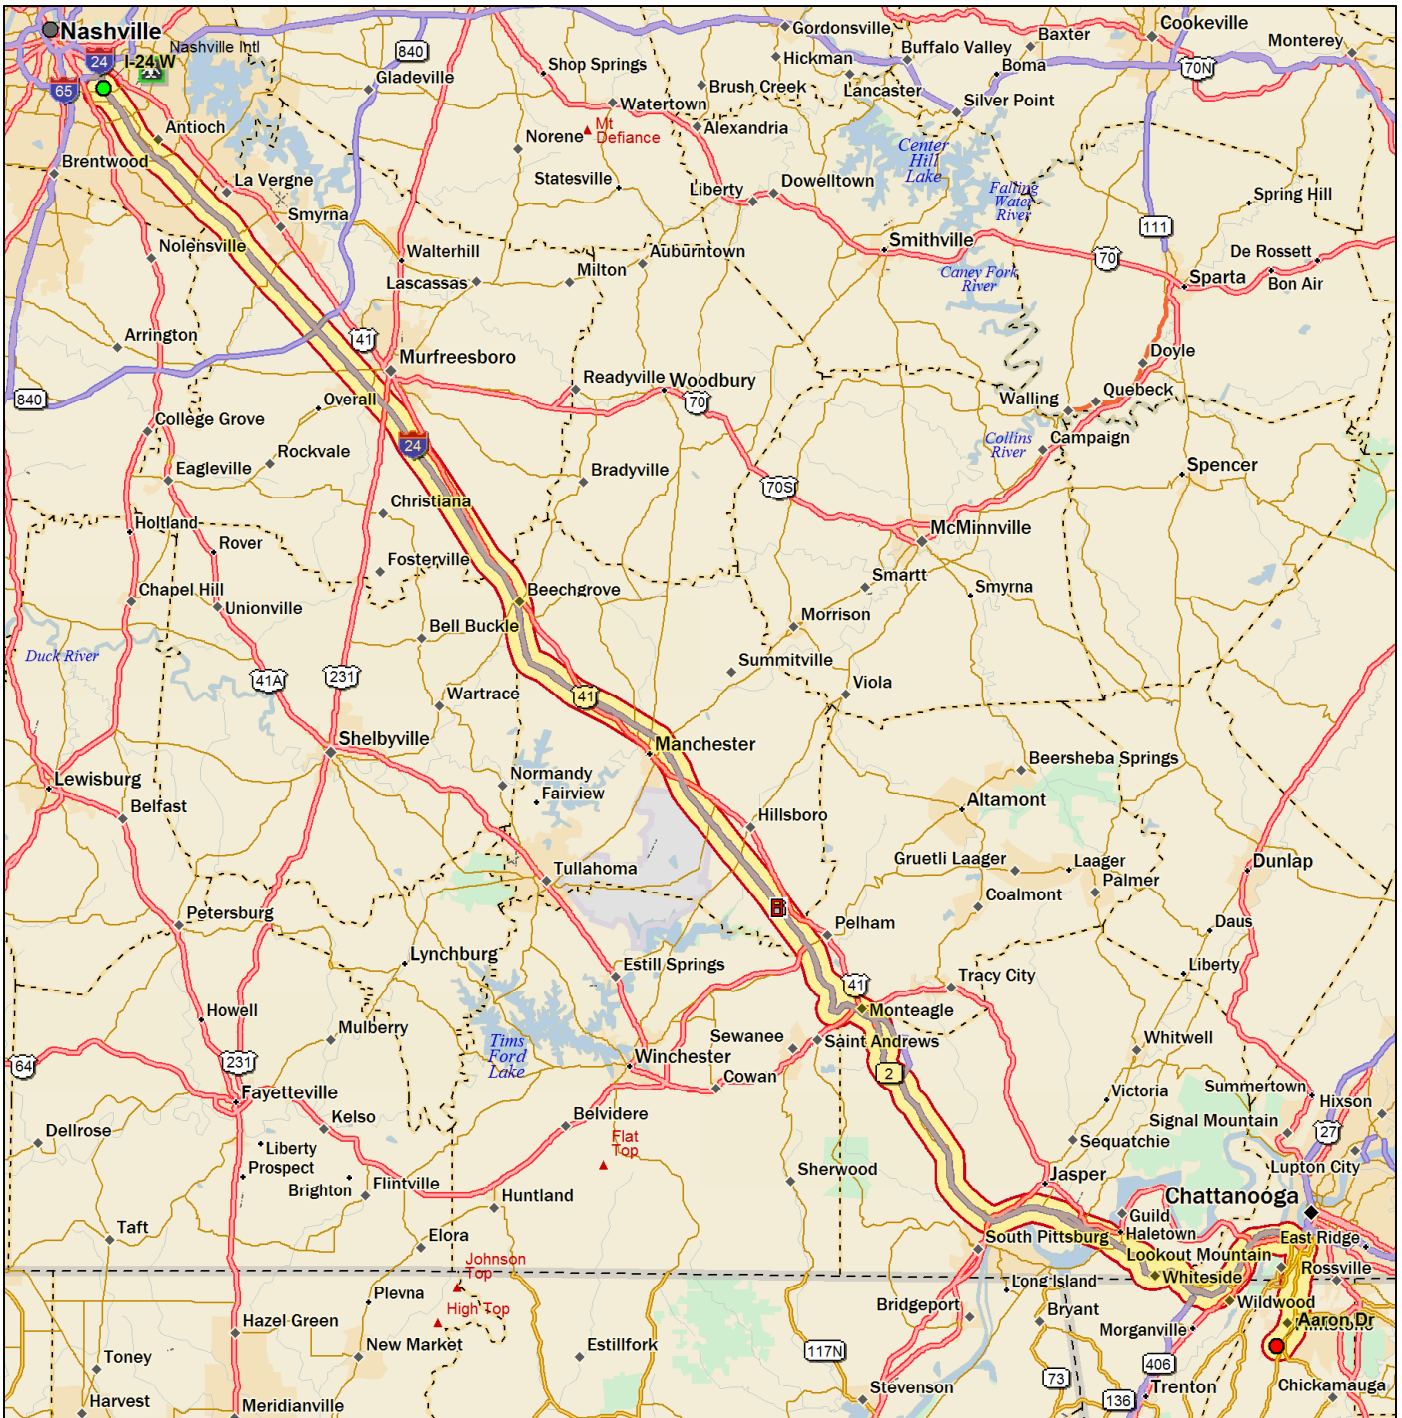 Nashville
Nashville Intl
24
I-24 W
65
840
Gladeville
Shop Springs
Gordonsville
Hickman
Buffalo Valley
Baxter
Cookeville
Monterey
70N
Boma
Lancaster
Silver Point
Brush Creek
Watertown
Antioch
Norene
Mt
Defiance
Alexandria
Center
Hill
Lake
Brentwood
La Vergne
Statesville
Liberty
Dowelltown
Falling
Water
River
Spring Hill
Smyrna
111
Nolensville
Walterhill
Auburntown
Smithville
De Rossett
Lascassas
Milton
Caney Fork
River
70
Sparta
Bon Air
Arrington
41
Murfreesboro
Doyle
840
Overall
Readyville
Woodbury
70
Walling
Quebeck
College Grove
24
Collins
River
Campaign
Rockvale
Eagleville
Bradyville
70S
Spencer
Christiana
Holtland
McMinnville
Rover
Fosterville
Smartt
Smyrna
Chapel Hill
Unionville
Beechgrove
Morrison
Bell Buckle
Duck River
41A
231
Summitville
Viola
Wartrace
41
Shelbyville
Manchester
Beersheba Springs
Lewisburg
Normandy
Fairview
Altamont
Belfast
Hillsboro
Gruetli Laager
Laager
Dunlap
Tullahoma
Palmer
Coalmont
Petersburg
Pelham
Daus
Lynchburg
Estill Springs
Tracy City
Liberty
41
Howell
Monteagle
Mulberry
Tims
Ford
Lake
Sewanee
Saint Andrews
Whitwell
64
231
Winchester
Cowan
2
Fayetteville
Victoria
Summertown
Hixson
Kelso
Belvidere
Signal Mountain
27
Dellrose
Liberty
Flat
Top
Sequatchie
Prospect
Brighton
Flintville
Sherwood
Jasper
Lupton City
Huntland
Chattanooga
Taft
Guild
Elora
South Pittsburg
Haletown
East Ridge
Johnson
Top
Lookout Mountain
Rossville
Plevna
Whiteside
Long Island
High Top
Bridgeport
Bryant
Wildwood
Hazel Green
Morganville
Aaron Dr
New Market
Estillfork
117N
Toney
406
73
Harvest
Meridianville
Stevenson
136
Trenton
Chickamauga